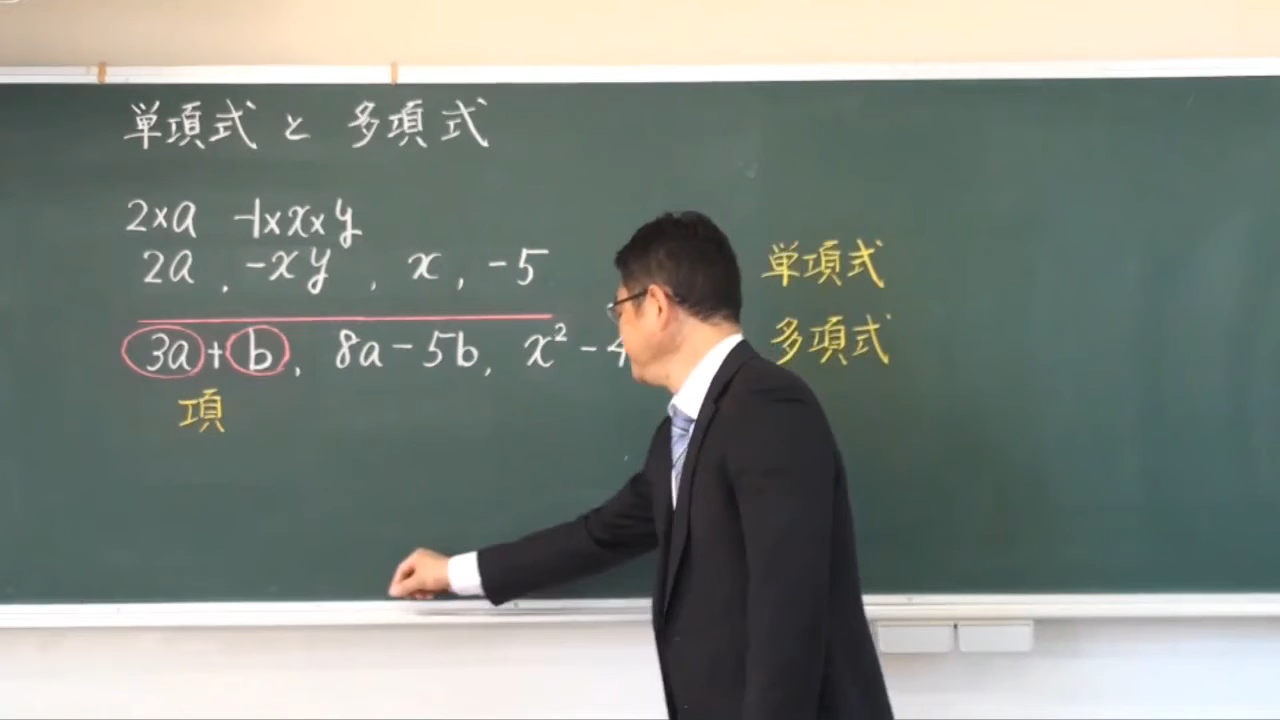 単項式と多項式
2×a -1×x×y
2a, -xy, x, -5 単項式
3a+b, 8a-5b, x²-4 多項式
項